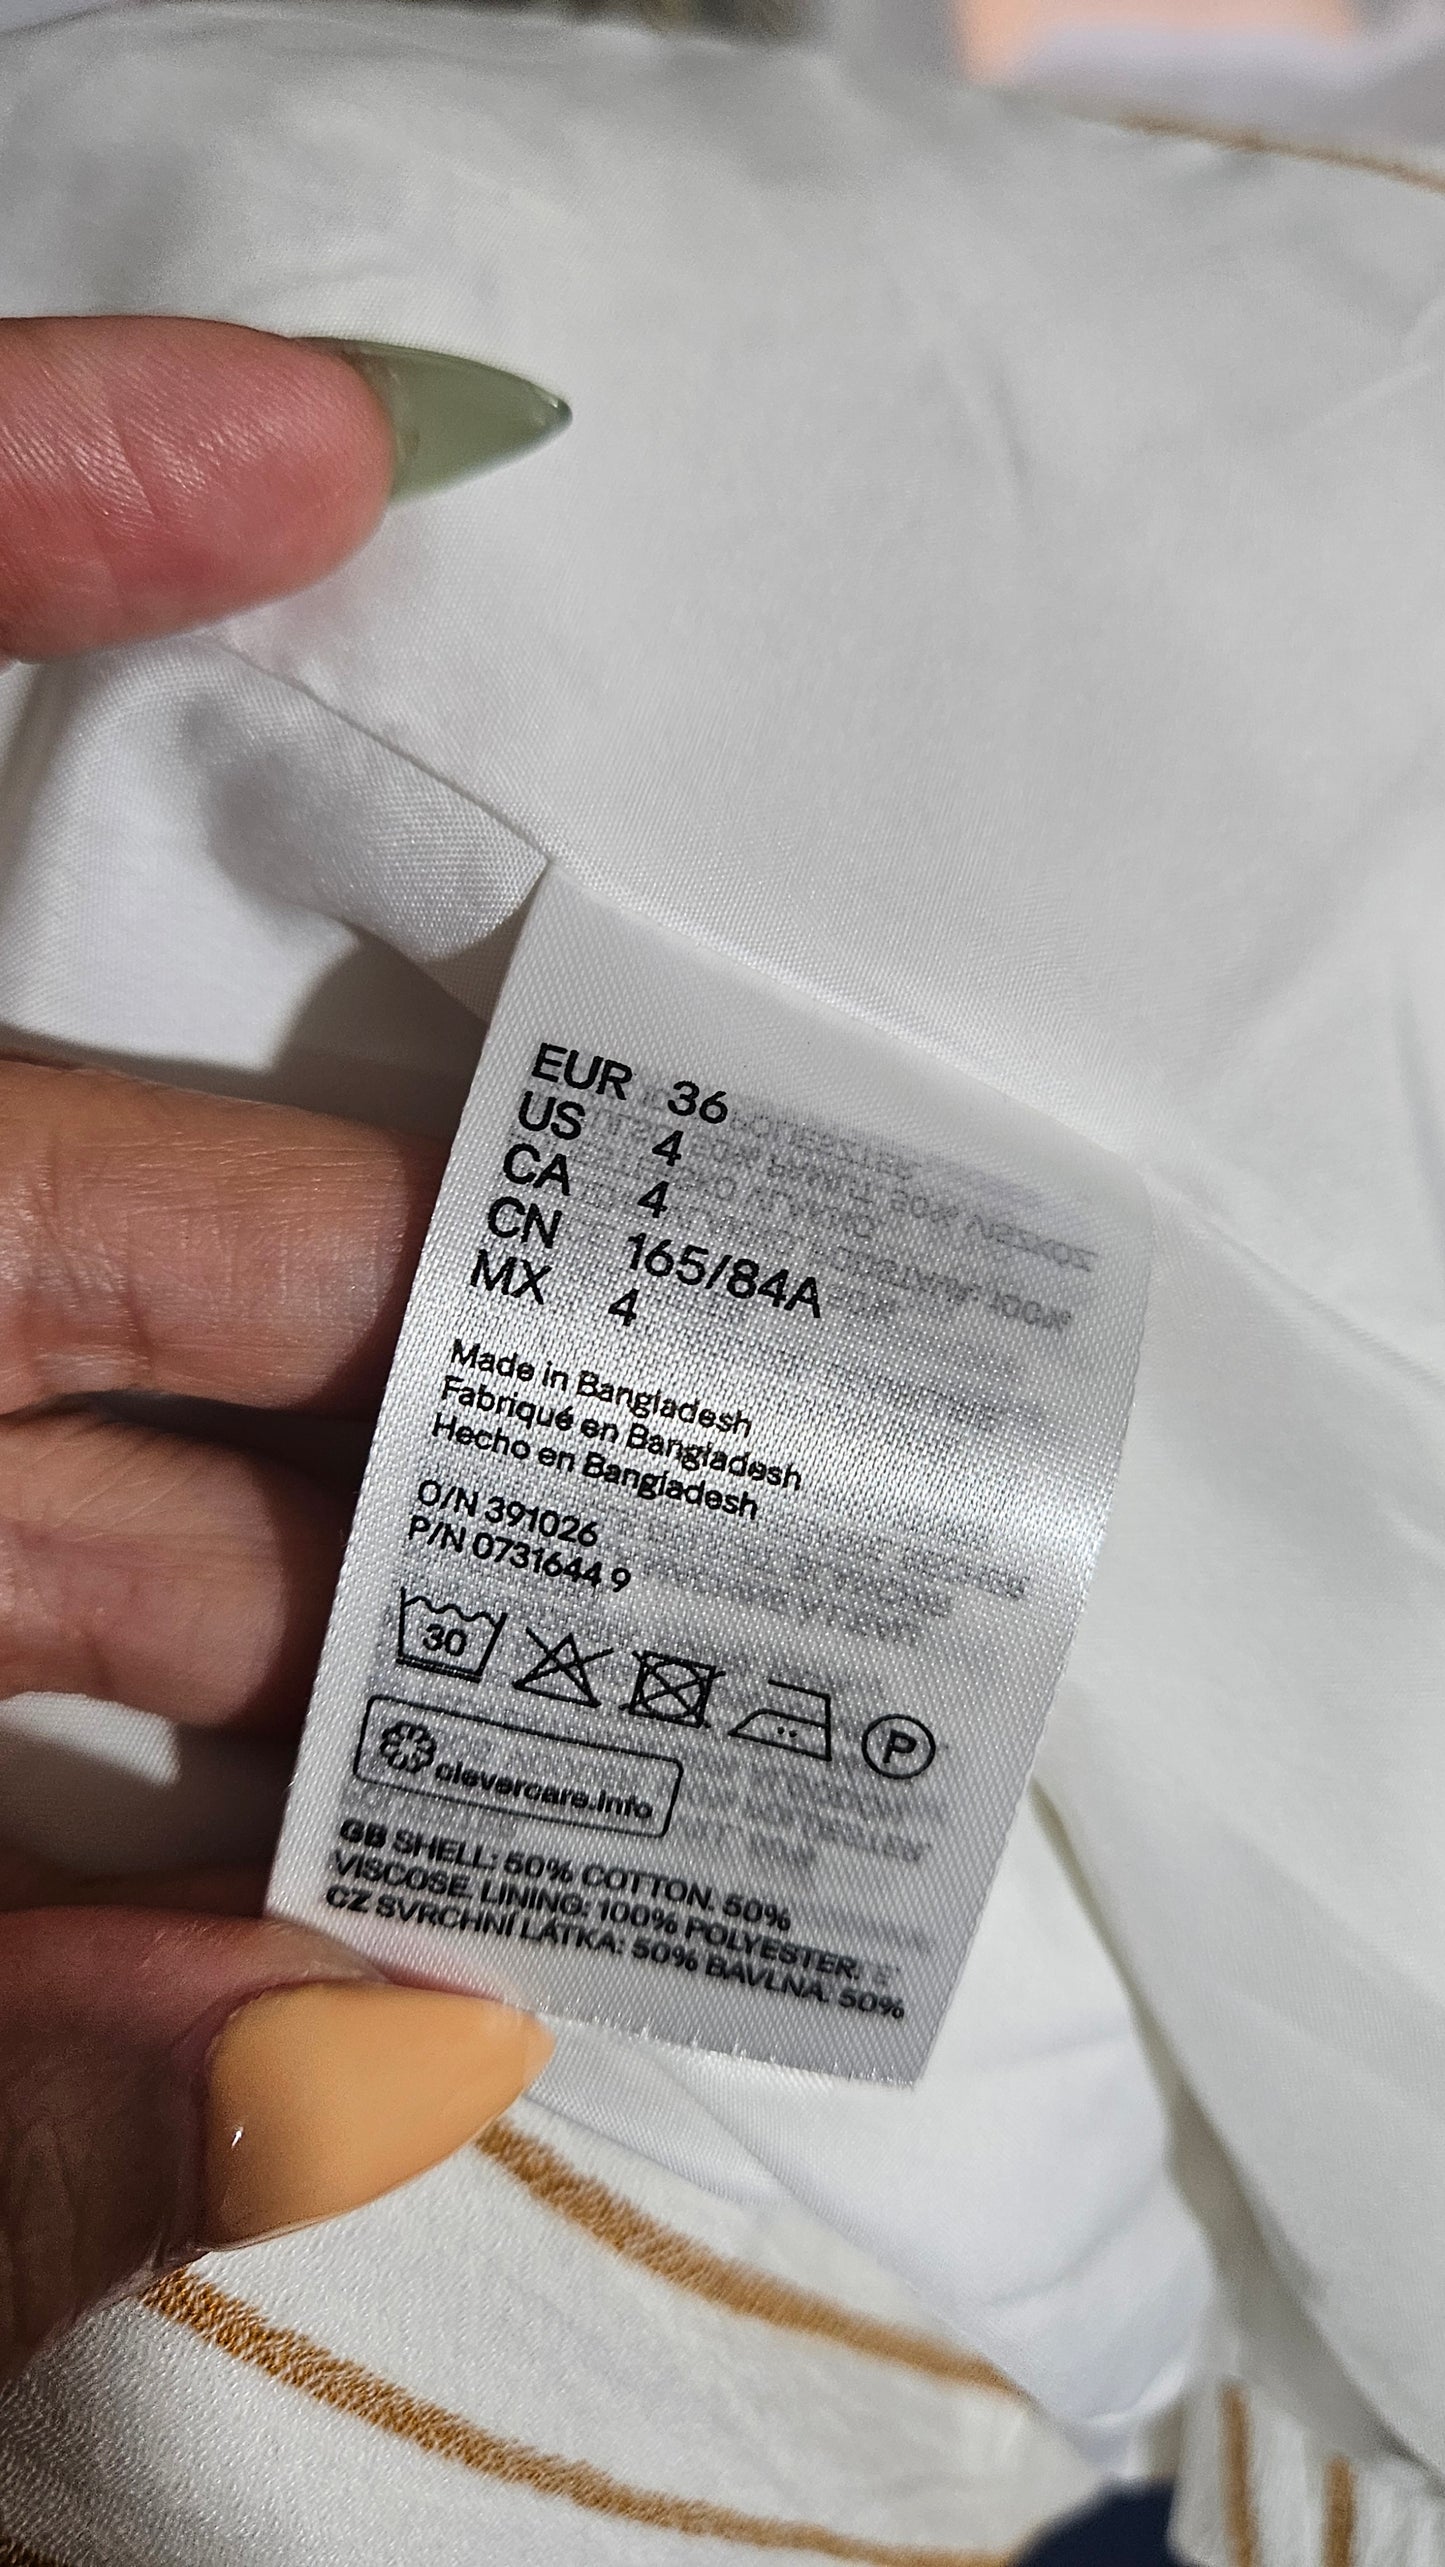 EUR 36
US 4
CA 4
CN 165/84A
MX 4
Made in Bangladesh
Fabriqué en Bangladesh
Hecho en Bangladesh
O/N 391026
P/N 0731644 9
30
P
clevercare.info
GB SHELL: 50% COTTON. 50%
VISCOSE. LINING: 100% POLYESTER.
CZ SVRCHNÍ LÁTKA: 50% BAVLNA. 50%